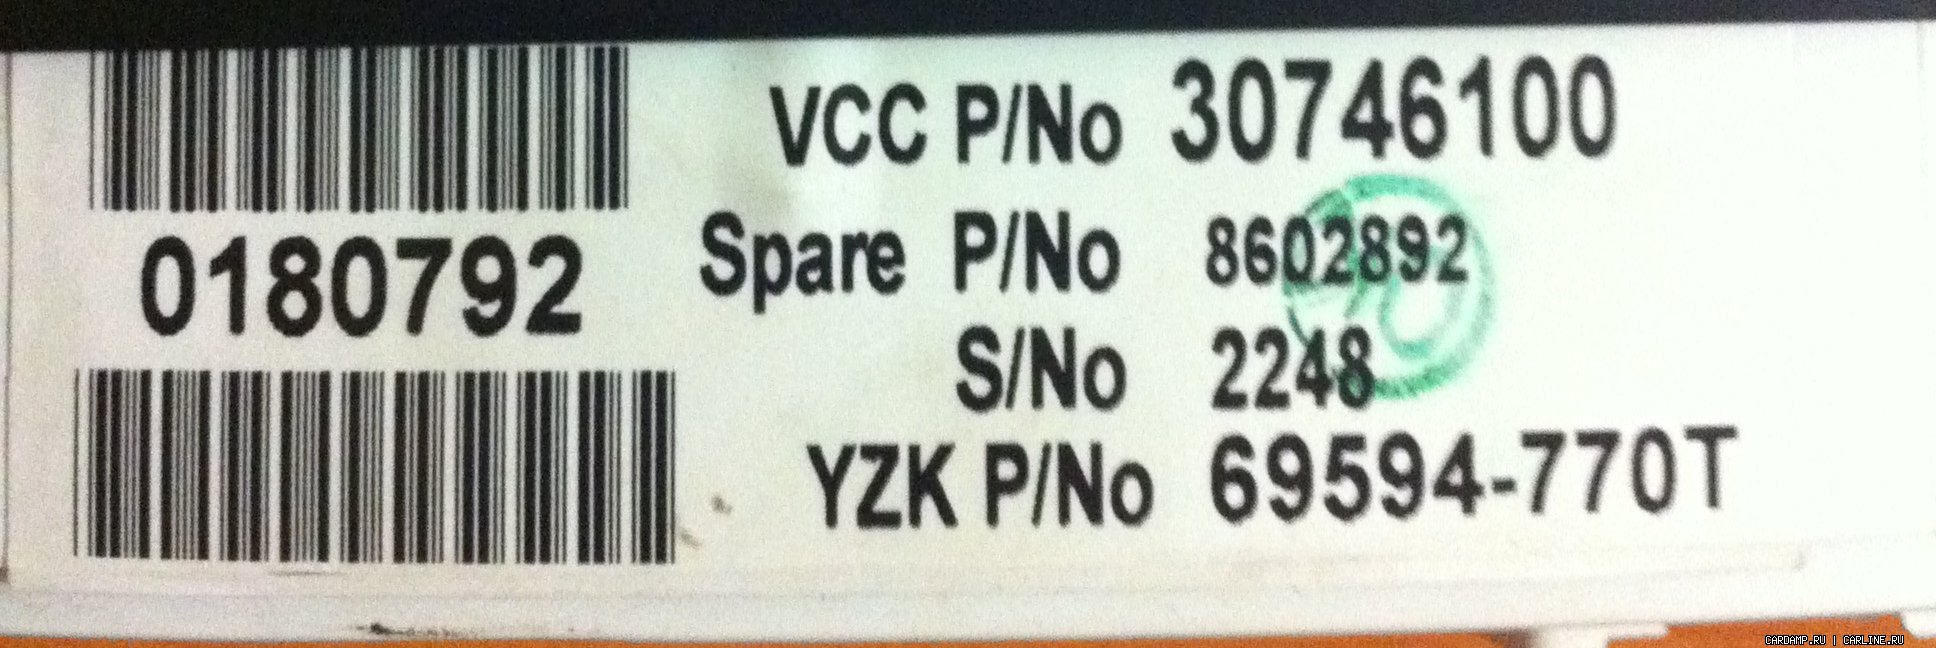 0180792
VCC P/No 30746100
Spare P/No 8602892
S/No 2248
YZK P/No 69594-770T
CARDAMP.RU | CARLINE.RU